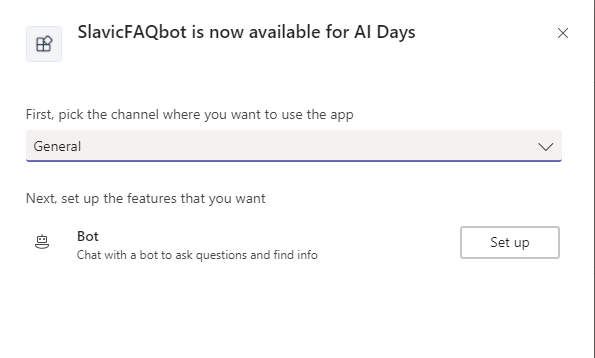 SlavicFAQbot is now available for AI Days
First, pick the channel where you want to use the app
General
Next, set up the features that you want
Bot
Chat with a bot to ask questions and find info
Set up